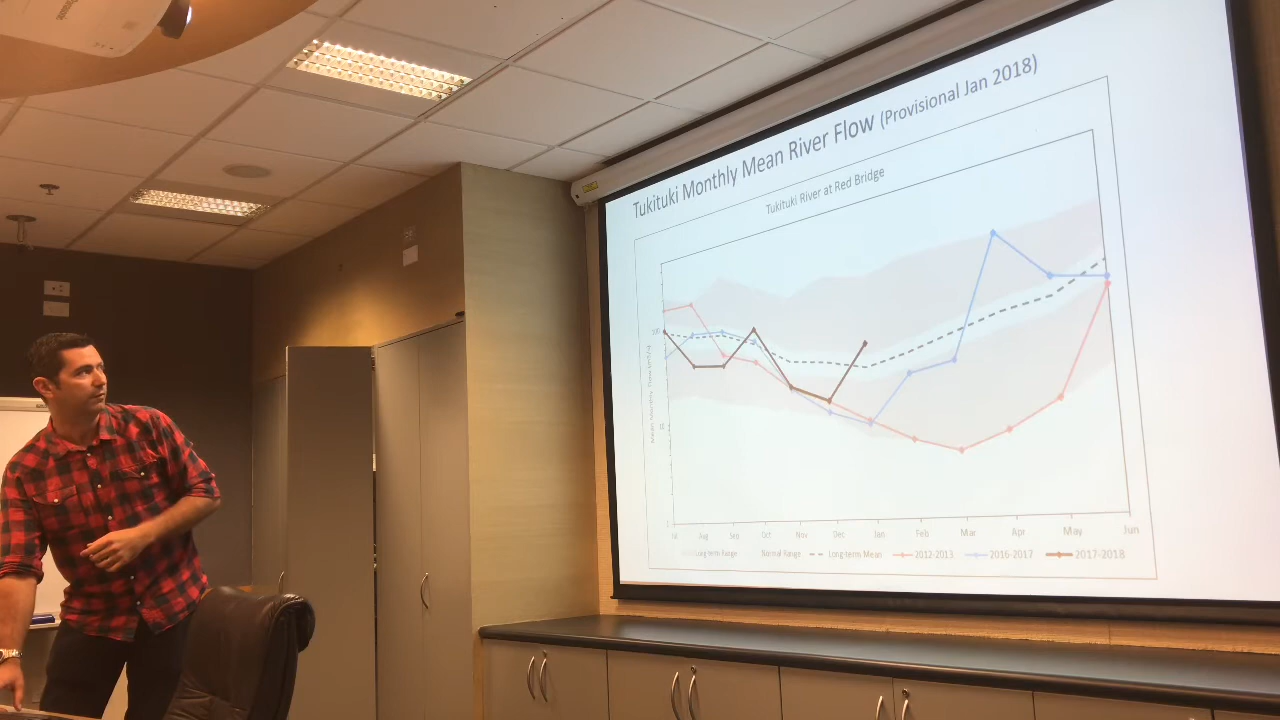 Panasonic
Tukituki Monthly Mean River Flow (Provisional Jan 2018)
Tukituki River at Red Bridge
100
10
1
Jul Aug Sep Oct Nov Dec Jan Feb Mar Apr May Jun
Long-term Range Normal Range Long-term Mean 2012-2013 2016-2017 2017-2018